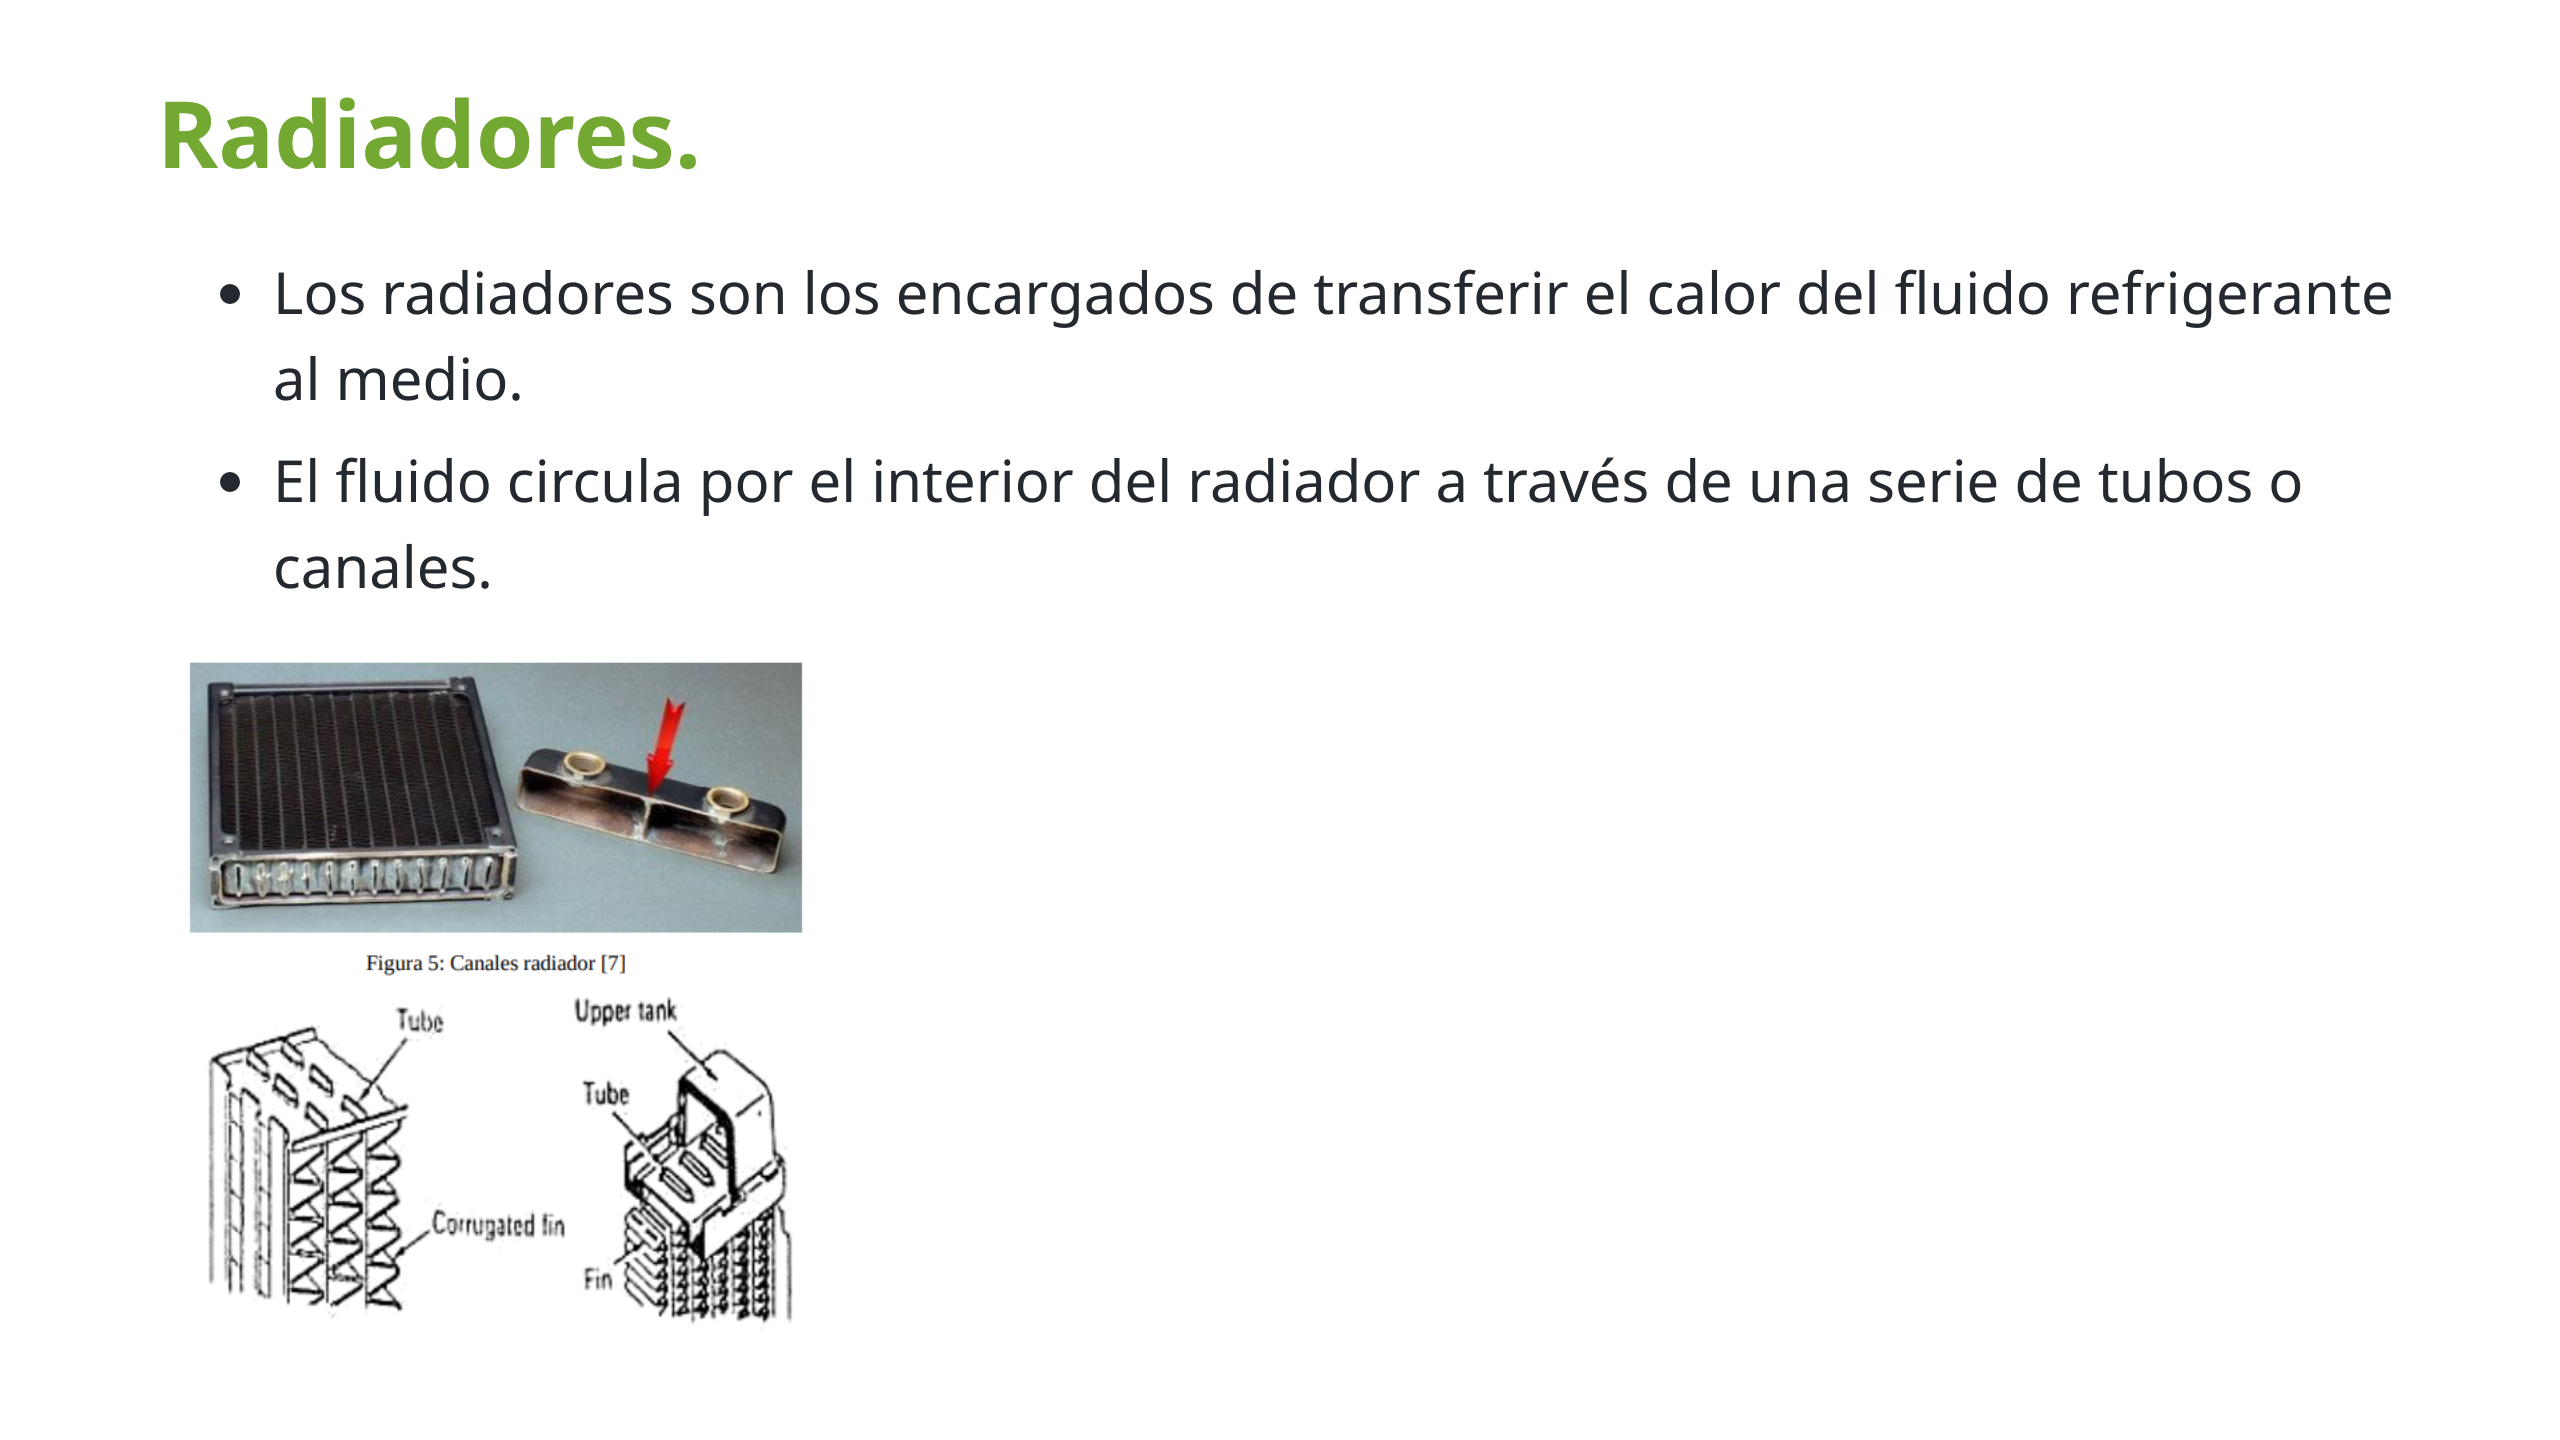 Radiadores.
Los radiadores son los encargados de transferir el calor del fluido refrigerante
al medio.
El fluido circula por el interior del radiador a través de una serie de tubos o
canales.
Figura 5: Canales radiador [7]
Tube
Upper tank
Tube
Corrugated fin
Fin